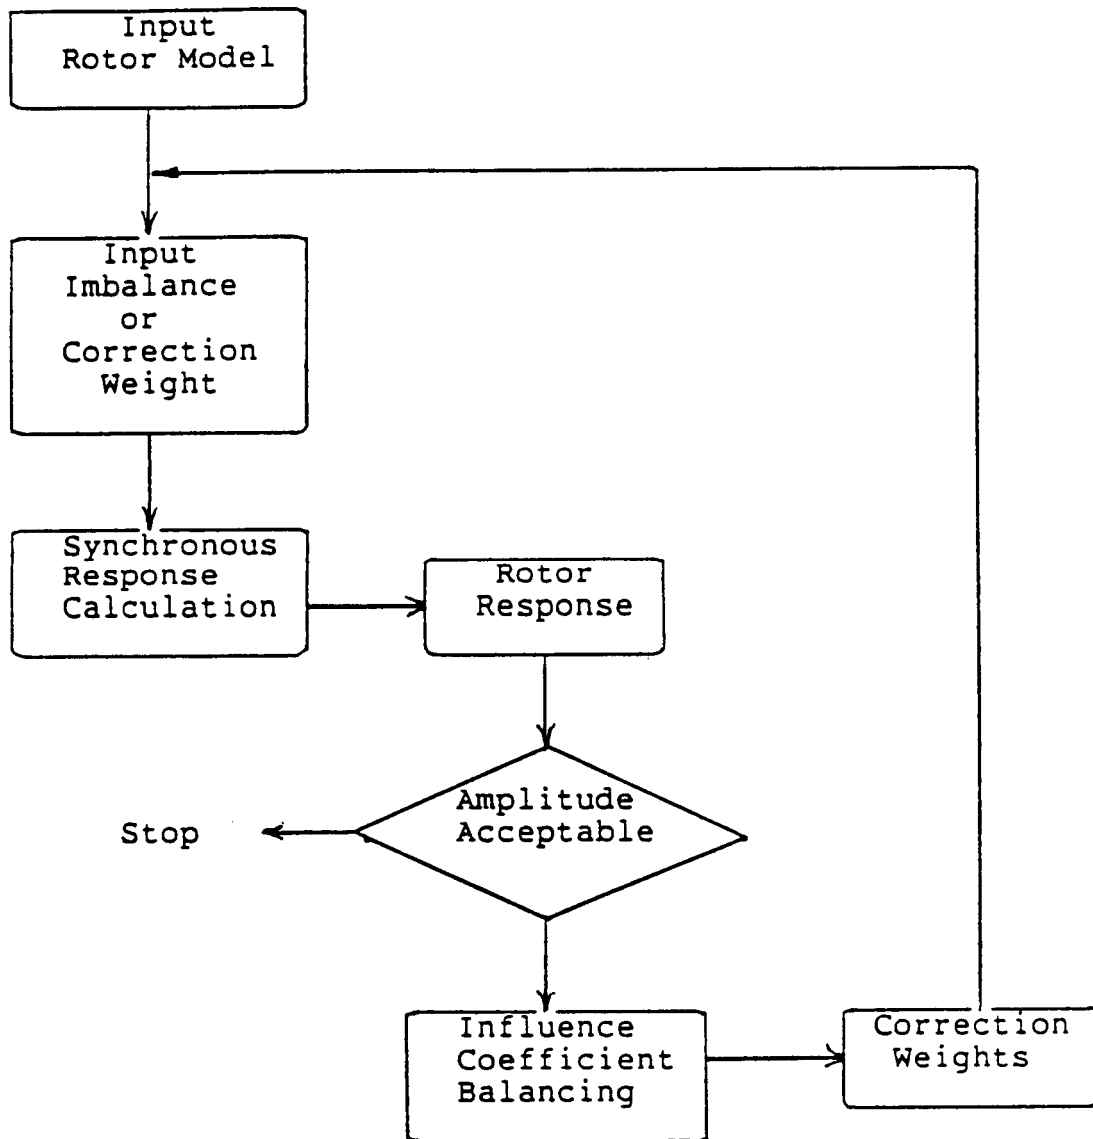 Input
Rotor Model
Input
Imbalance
or
Correction
Weight
Synchronous
Response
Calculation
Rotor
Response
Amplitude
Acceptable
Stop
Influence
Coefficient
Balancing
Correction
Weights